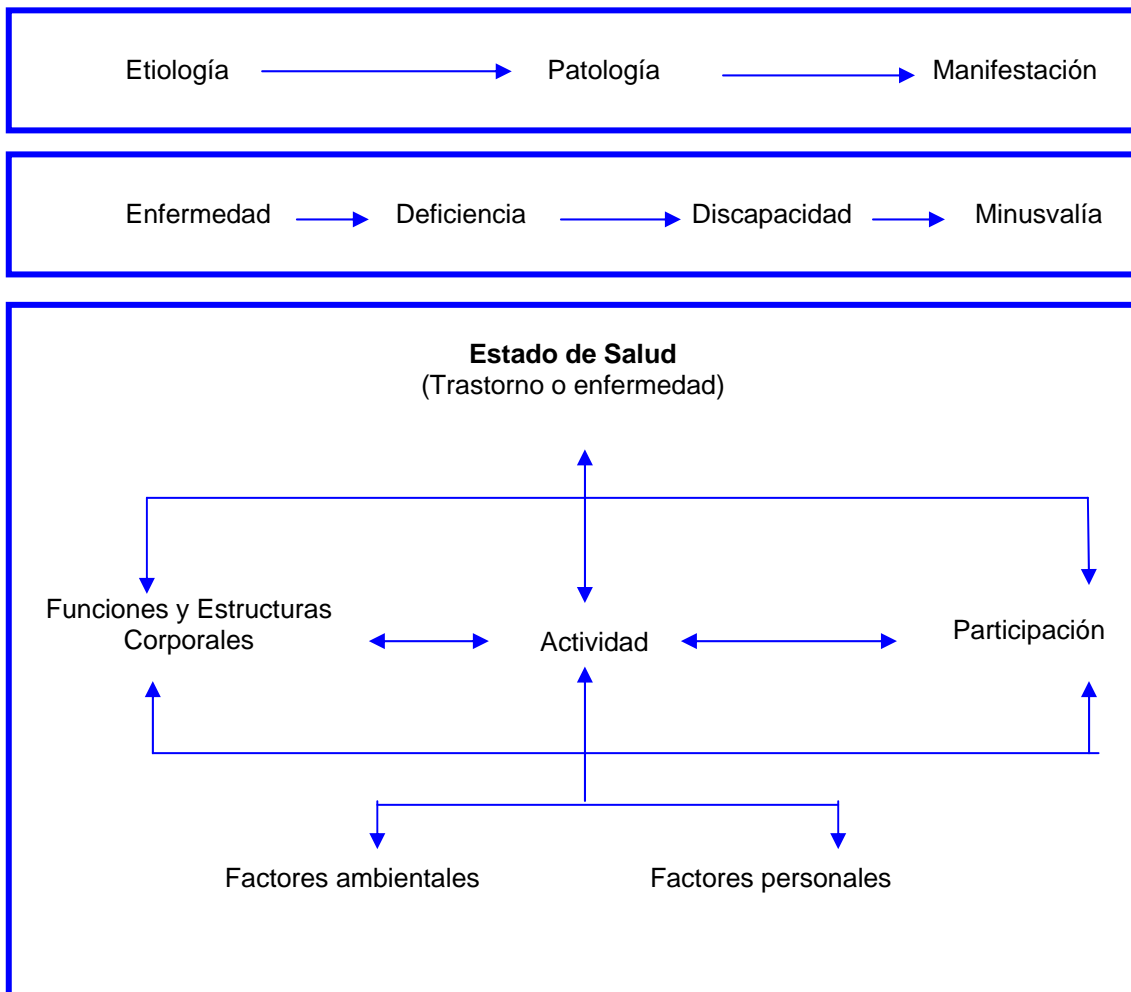 Etiología Patología Manifestación
Enfermedad Deficiencia Discapacidad Minusvalía
Estado de Salud
(Trastorno o enfermedad)
Funciones y Estructuras
Corporales
Actividad
Participación
Factores ambientales Factores personales